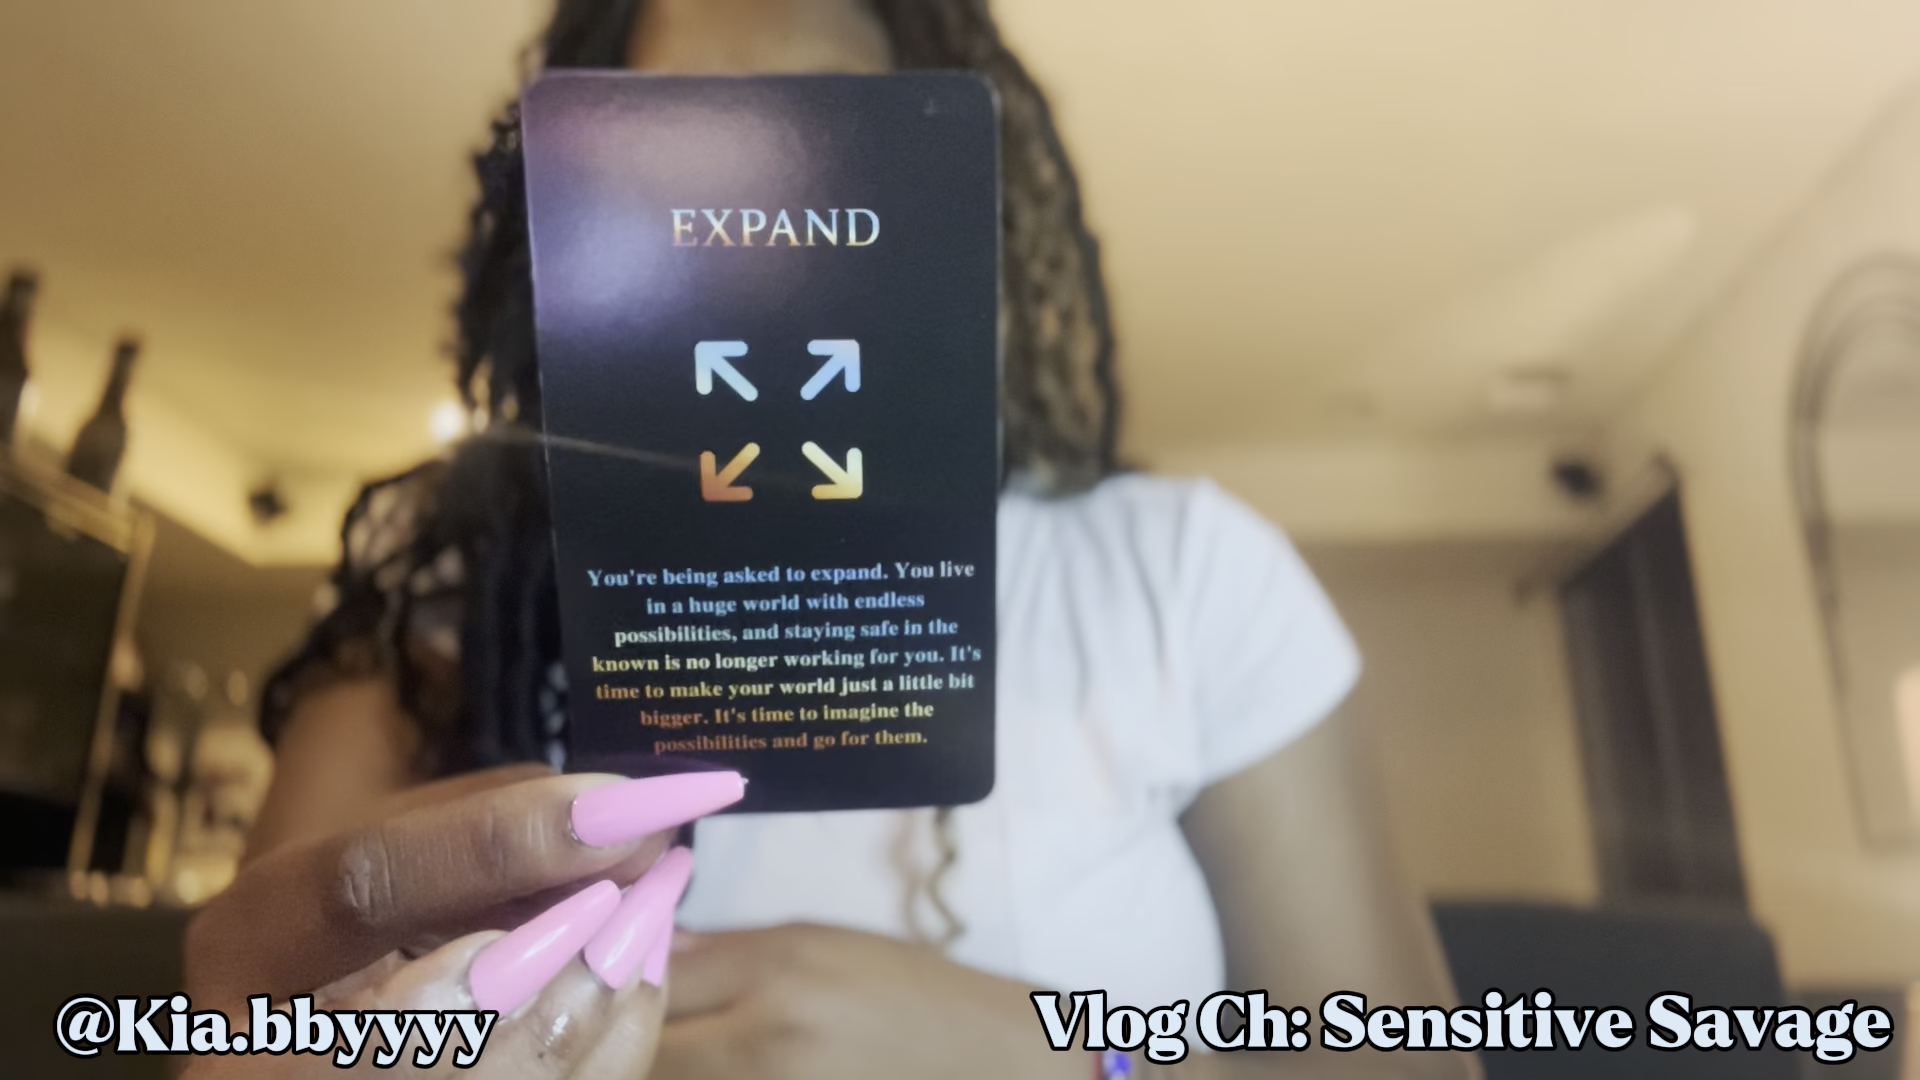 EXPAND
You're being asked to expand. You live
in a huge world with endless
possibilities, and staying safe in the
known is no longer working for you. It's
time to make your world just a little bit
bigger. It's time to imagine the
possibilities and go for them.
@Kia.bbyyyy
Vlog Ch: Sensitive Savage